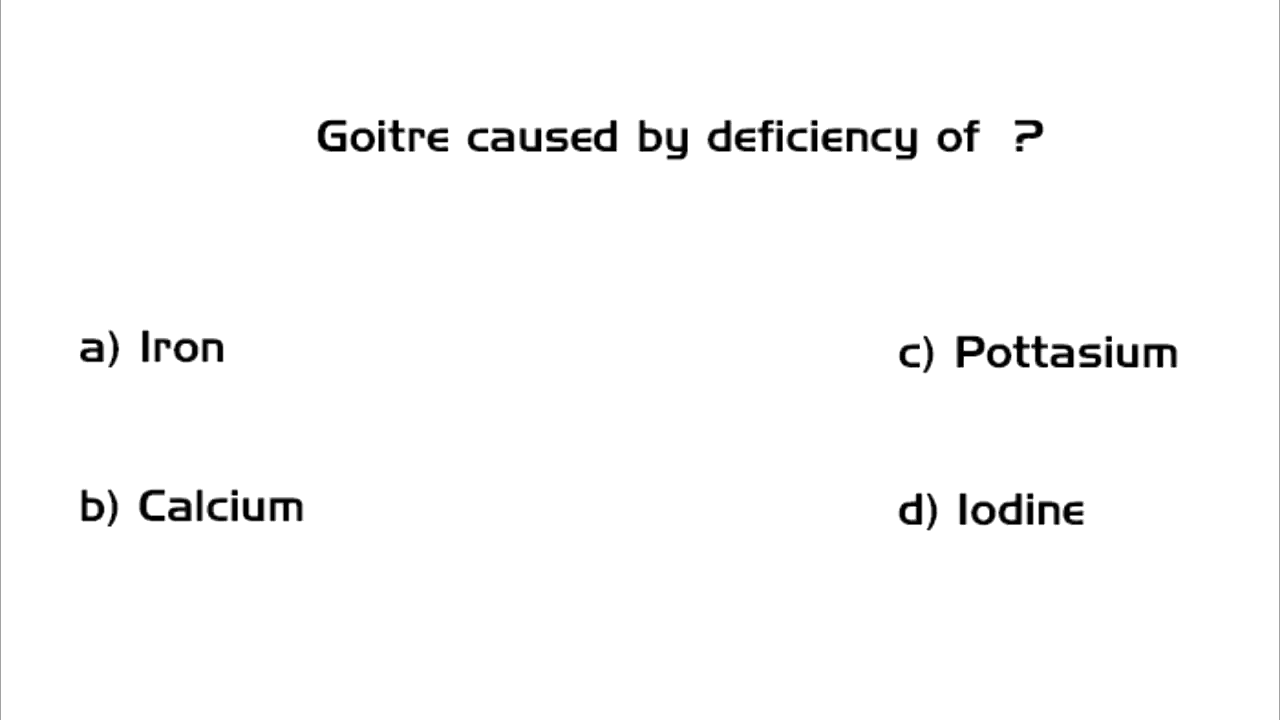 Goitre caused by deficiency of ?
a) Iron
b) Calcium
c) Pottasium
d) Iodine